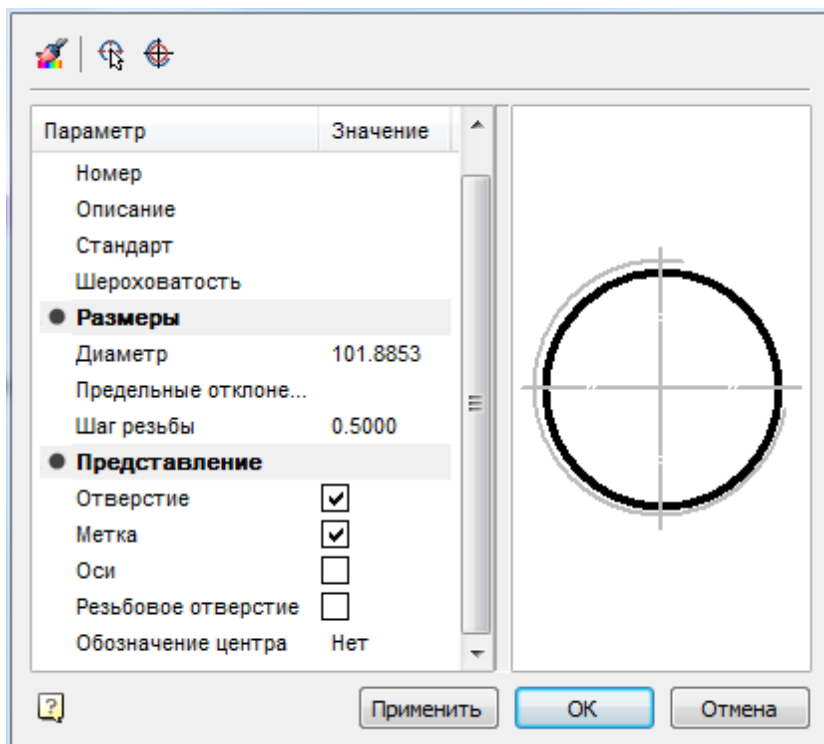 Параметр Значение
Номер
Описание
Стандарт
Шероховатость
Размеры
Диаметр 101.8853
Предельные отклоне...
Шаг резьбы 0.5000
Представление
Отверстие
Метка
Оси
Резьбовое отверстие
Обозначение центра Нет
? Применить ОК Отмена